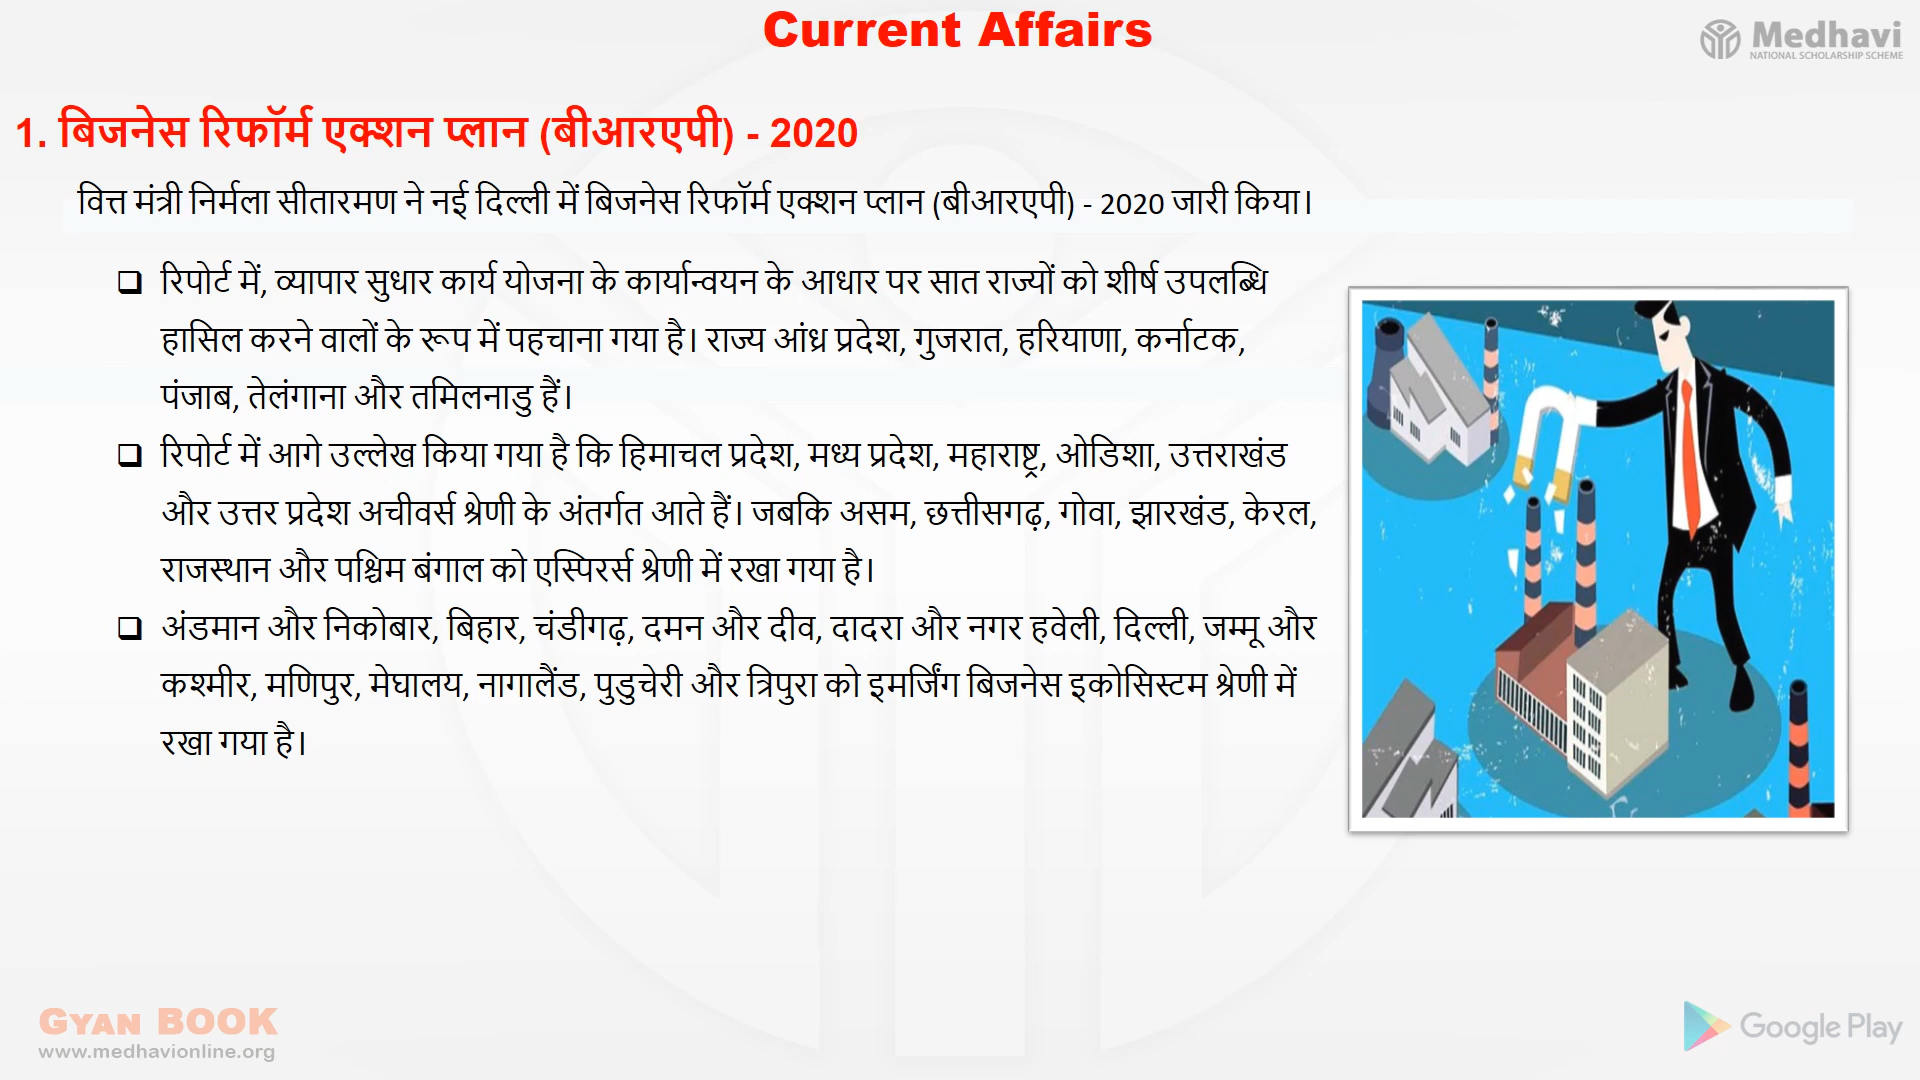 Current Affairs
Medhavi
NATIONAL SCHOLARSHIP SCHEME
1. बिजनेस रिफॉर्म एक्शन प्लान (बीआरएपी) - 2020
वित्त मंत्री निर्मला सीतारमण ने नई दिल्ली में बिजनेस रिफॉर्म एक्शन प्लान (बीआरएपी) - 2020 जारी किया।
रिपोर्ट में, व्यापार सुधार कार्य योजना के कार्यान्वयन के आधार पर सात राज्यों को शीर्ष उपलब्धि
हासिल करने वालों के रूप में पहचाना गया है। राज्य आंध्र प्रदेश, गुजरात, हरियाणा, कर्नाटक,
पंजाब, तेलंगाना और तमिलनाडु हैं।
रिपोर्ट में आगे उल्लेख किया गया है कि हिमाचल प्रदेश, मध्य प्रदेश, महाराष्ट्र, ओडिशा, उत्तराखंड
और उत्तर प्रदेश अचीवर्स श्रेणी के अंतर्गत आते हैं। जबकि असम, छत्तीसगढ़, गोवा, झारखंड, केरल,
राजस्थान और पश्चिम बंगाल को एस्पिरर्स श्रेणी में रखा गया है।
अंडमान और निकोबार, बिहार, चंडीगढ़, दमन और दीव, दादरा और नगर हवेली, दिल्ली, जम्मू और
कश्मीर, मणिपुर, मेघालय, नागालैंड, पुडुचेरी और त्रिपुरा को इमर्जिंग बिजनेस इकोसिस्टम श्रेणी में
रखा गया है।
GYAN BOOK
www.medhavionline.org
Google Play